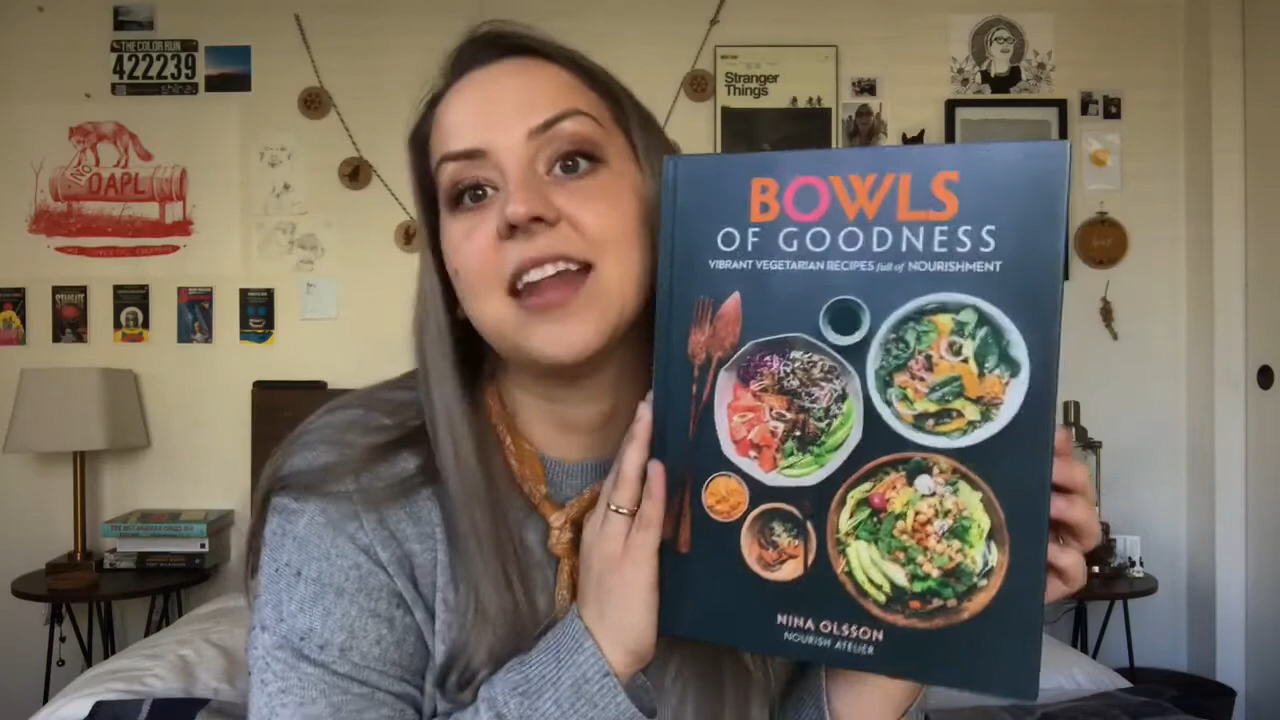 THE COLOR RUN
422239
Stranger
Things
NO
DAPL
BOWLS
OF GOODNESS
VIBRANT VEGETARIAN RECIPES full of NOURISHMENT
NINA OLSSON
NOURISH ATELIER